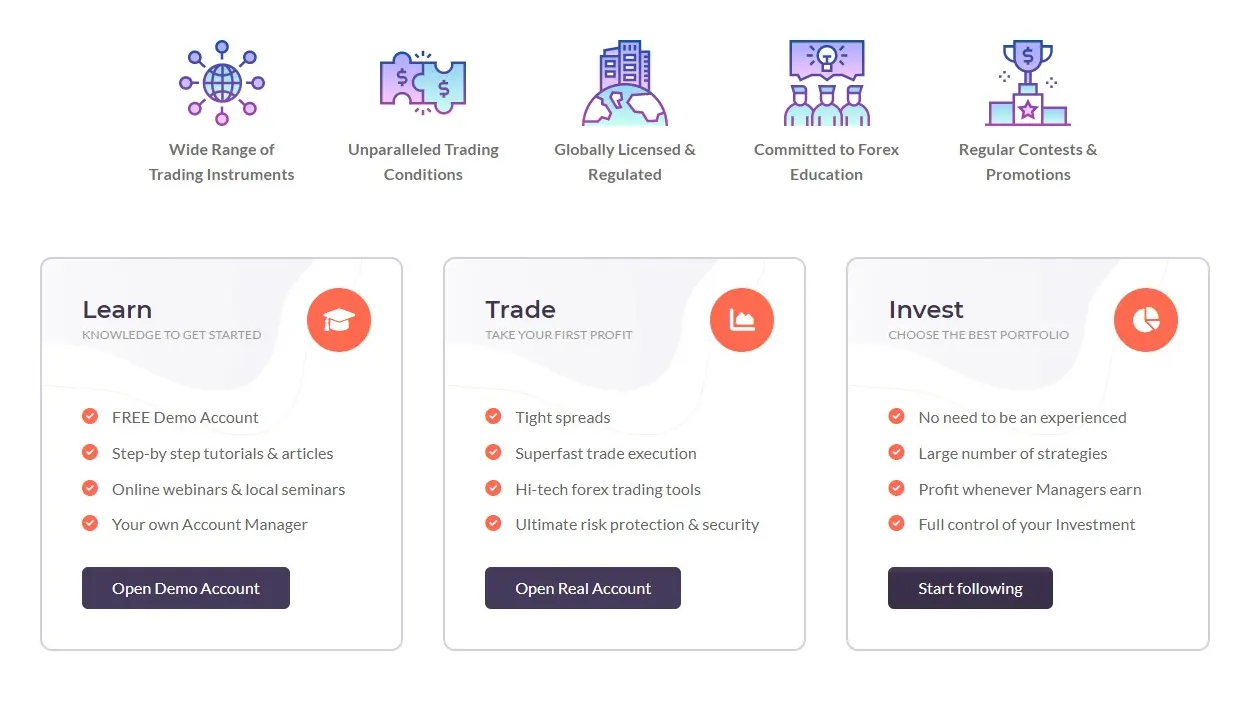 Wide Range of
Trading Instruments
Unparalleled Trading
Conditions
Globally Licensed &
Regulated
Committed to Forex
Education
Regular Contests &
Promotions
Learn
KNOWLEDGE TO GET STARTED
FREE Demo Account
Step-by step tutorials & articles
Online webinars & local seminars
Your own Account Manager
Open Demo Account
Trade
TAKE YOUR FIRST PROFIT
Tight spreads
Superfast trade execution
Hi-tech forex trading tools
Ultimate risk protection & security
Open Real Account
Invest
CHOOSE THE BEST PORTFOLIO
No need to be an experienced
Large number of strategies
Profit whenever Managers earn
Full control of your Investment
Start following